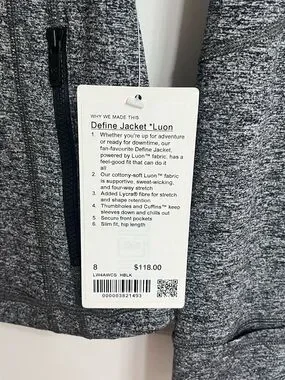 WHY WE MADE THIS
Define Jacket *Luon
1. Whether you're up for adventure
or ready for downtime, our
fan-favourite Define Jacket,
powered by Luon™ fabric, has a
feel-good fit that can do it
all
2. Our cottony-soft Luon™ fabric
is supportive, sweat-wicking,
and four-way stretch
3. Added Lycra® fibres for stretch
and shape retention
4. Thumbholes and Cuffins™ keep
sleeves down and chills out
5. Secure front pockets
6. Slim fit, hip length
8 $118.00
LW4AWCS HBLK
000003821493